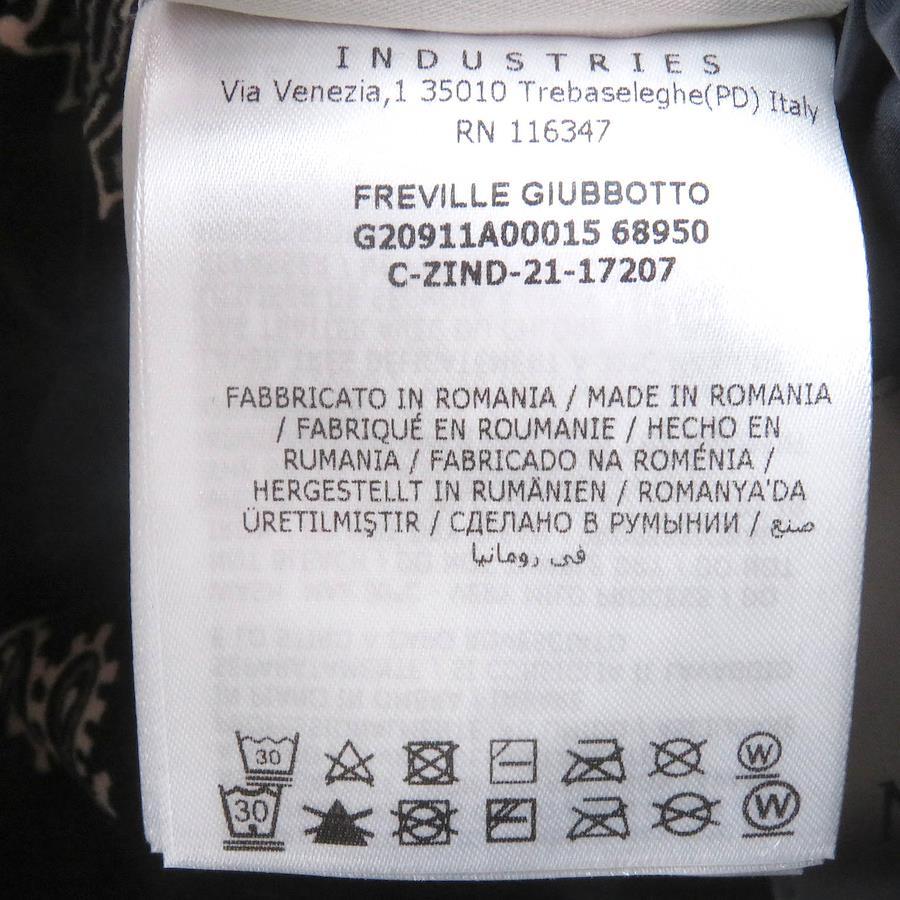 INDUSTRIES
Via Venezia,1 35010 Trebaseleghe(PD) Italy
RN 116347
FREVILLE GIUBBOTTO
G20911A00015 68950
C-ZIND-21-17207
FABBRICATO IN ROMANIA / MADE IN ROMANIA
/ FABRIQUÉ EN ROUMANIE / HECHO EN
RUMANIA / FABRICADO NA ROMÉNIA /
HERGESTELLT IN RUMÄNIEN / ROMANYA'DA
ÜRETILMIŞTIR / СДЕЛАНО В РУМЫНИИ / صنع
في رومانيا
30 W
30 W